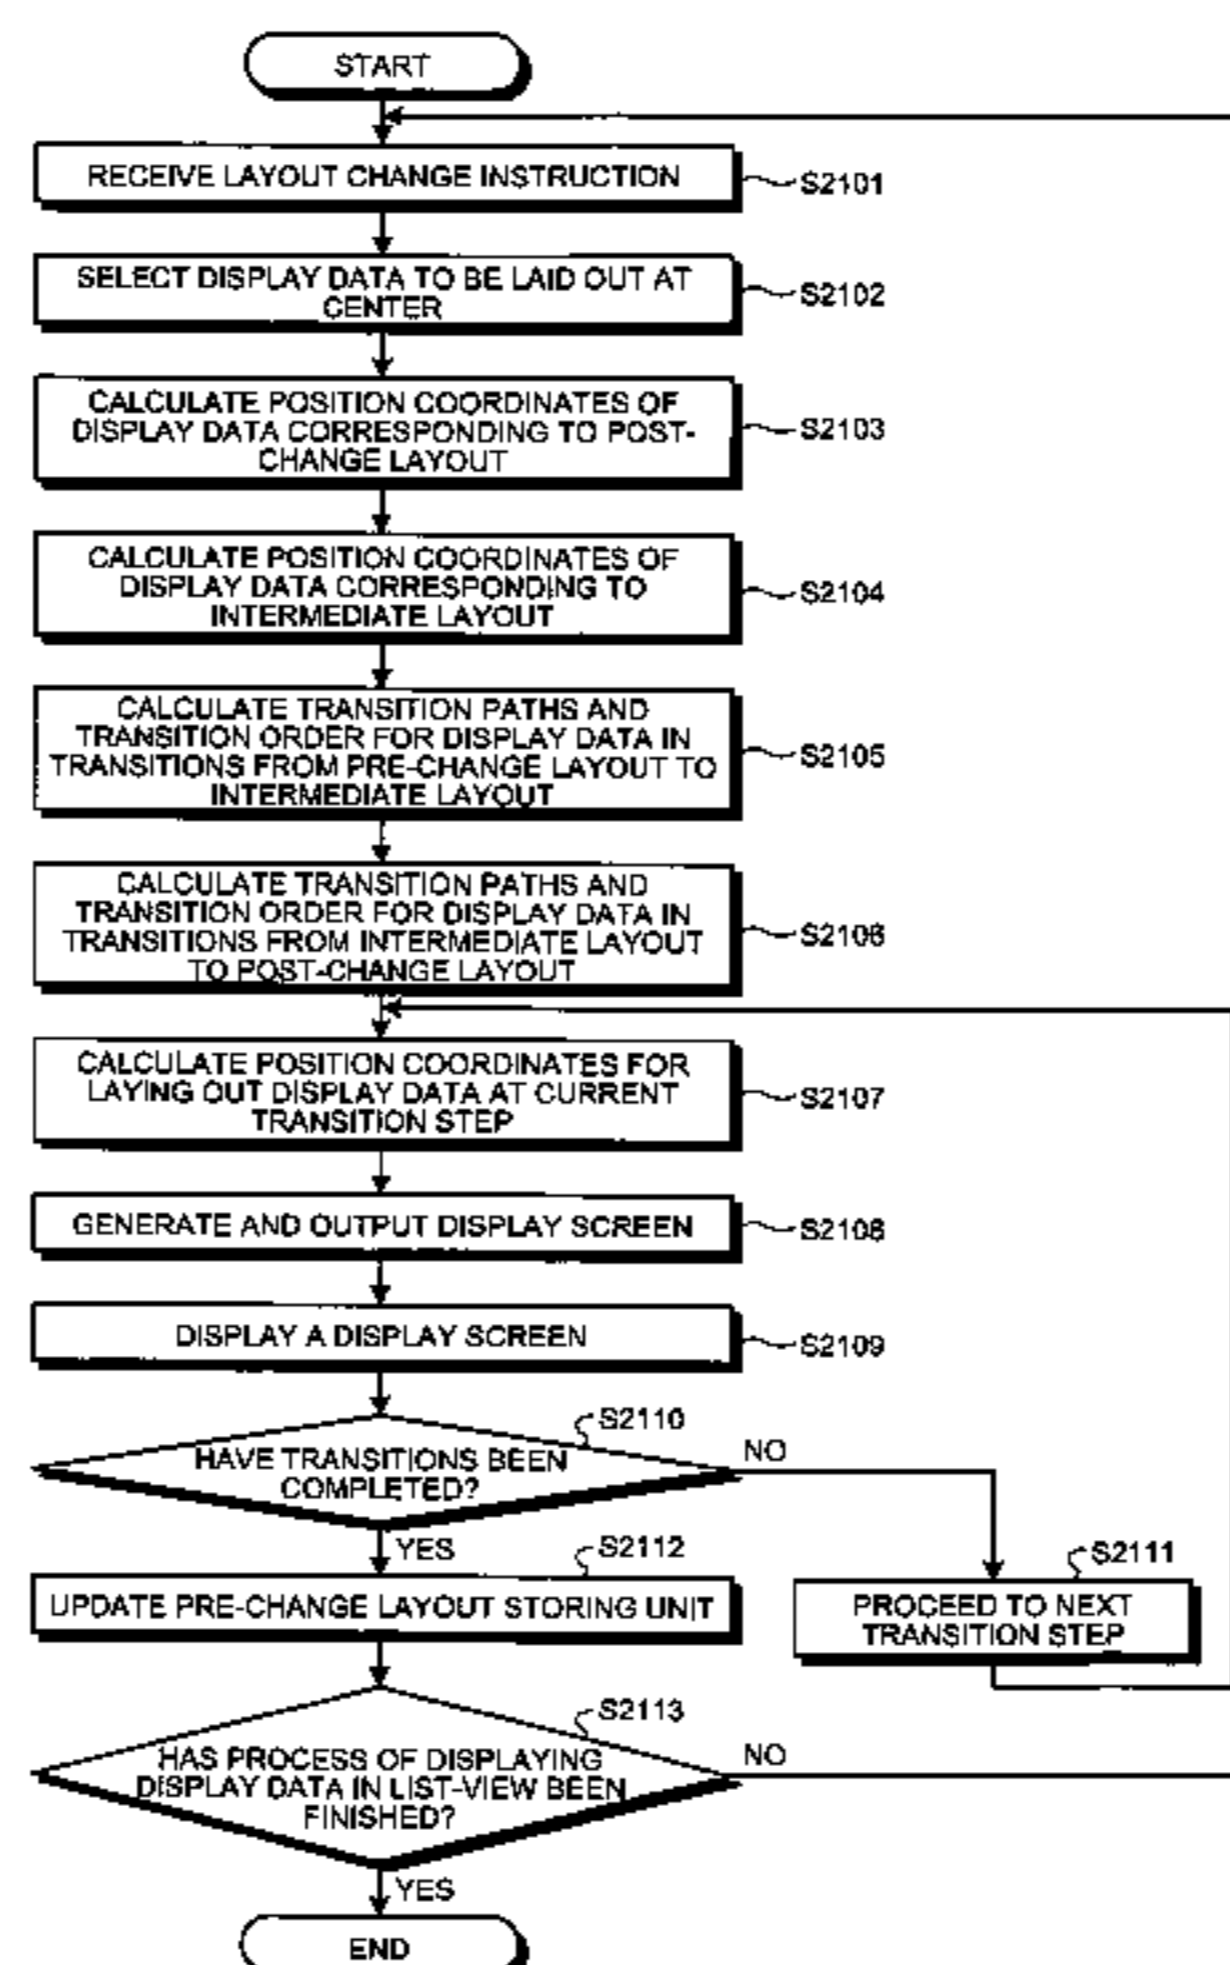 START
RECEIVE LAYOUT CHANGE INSTRUCTION
S2101
SELECT DISPLAY DATA TO BE LAID OUT AT
CENTER
S2102
CALCULATE POSITION COORDINATES OF
DISPLAY DATA CORRESPONDING TO POST-
CHANGE LAYOUT
S2103
CALCULATE POSITION COORDINATES OF
DISPLAY DATA CORRESPONDING TO
INTERMEDIATE LAYOUT
S2104
CALCULATE TRANSITION PATHS AND
TRANSITION ORDER FOR DISPLAY DATA IN
TRANSITIONS FROM PRE-CHANGE LAYOUT TO
INTERMEDIATE LAYOUT
S2105
CALCULATE TRANSITION PATHS AND
TRANSITION ORDER FOR DISPLAY DATA IN
TRANSITIONS FROM INTERMEDIATE LAYOUT
TO POST-CHANGE LAYOUT
S2106
CALCULATE POSITION COORDINATES FOR
LAYING OUT DISPLAY DATA AT CURRENT
TRANSITION STEP
S2107
GENERATE AND OUTPUT DISPLAY SCREEN
S2108
DISPLAY A DISPLAY SCREEN
S2109
S2110
HAVE TRANSITIONS BEEN
COMPLETED?
NO
YES
S2111
PROCEED TO NEXT
TRANSITION STEP
S2112
UPDATE PRE-CHANGE LAYOUT STORING UNIT
S2113
HAS PROCESS OF DISPLAYING
DISPLAY DATA IN LIST-VIEW BEEN
FINISHED?
NO
YES
END